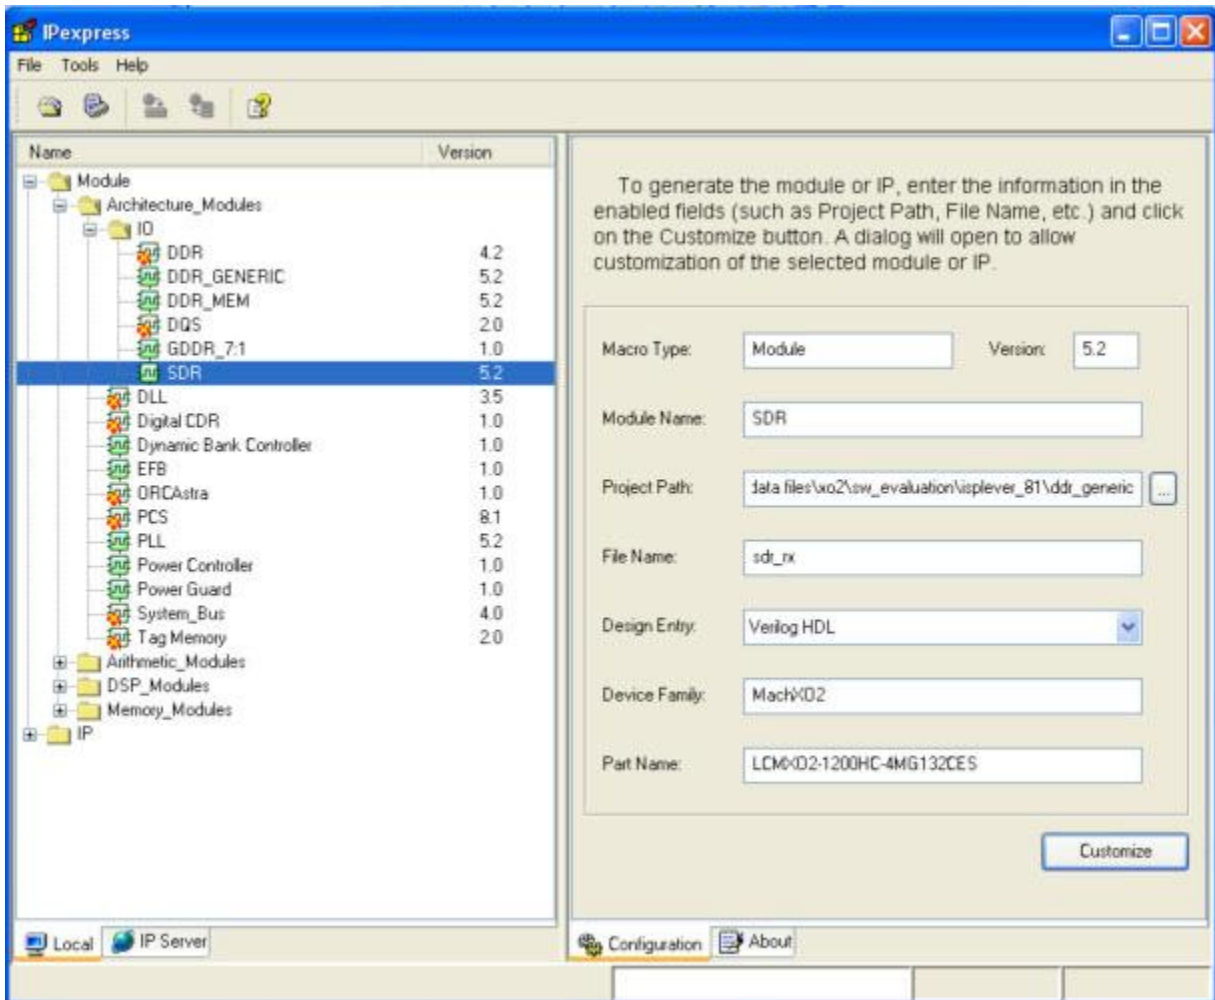 IPexpress
File Tools Help
Name Version
Module
Architecture_Modules
IO
DDR 4.2
DDR_GENERIC 5.2
DDR_MEM 5.2
DQS 2.0
GDDR_7:1 1.0
SDR 5.2
DLL 3.5
Digital CDR 1.0
Dynamic Bank Controller 1.0
EFB 1.0
ORCAstra 1.0
PCS 8.1
PLL 5.2
Power Controller 1.0
Power Guard 1.0
System_Bus 4.0
Tag Memory 2.0
Arithmetic_Modules
DSP_Modules
Memory_Modules
IP
Local IP Server
To generate the module or IP, enter the information in the
enabled fields (such as Project Path, File Name, etc.) and click
on the Customize button. A dialog will open to allow
customization of the selected module or IP.
Macro Type: Module Version: 5.2
Module Name: SDR
Project Path: data files\xo2\sw_evaluation\isplever_81\ddr_generic ...
File Name: sdr_rx
Design Entry: Verilog HDL
Device Family: MachXO2
Part Name: LCMXO2-1200HC-4MG132CES
Customize
Configuration About